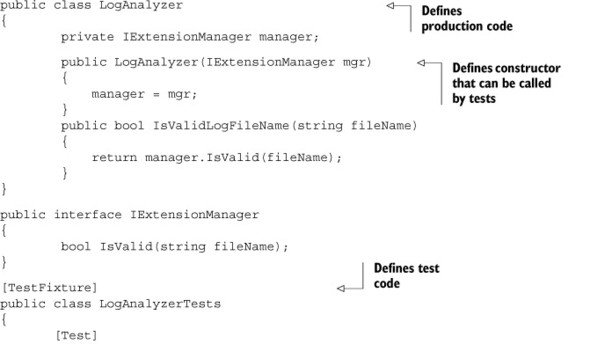 public class LogAnalyzer
{
private IExtensionManager manager;
public LogAnalyzer(IExtensionManager mgr)
{
manager = mgr;
}
public bool IsValidLogFileName(string fileName)
{
return manager.IsValid(fileName);
}
}
public interface IExtensionManager
{
bool IsValid(string fileName);
}
[TestFixture]
public class LogAnalyzerTests
{
[Test]
Defines
production code
Defines constructor
that can be called
by tests
Defines test
code